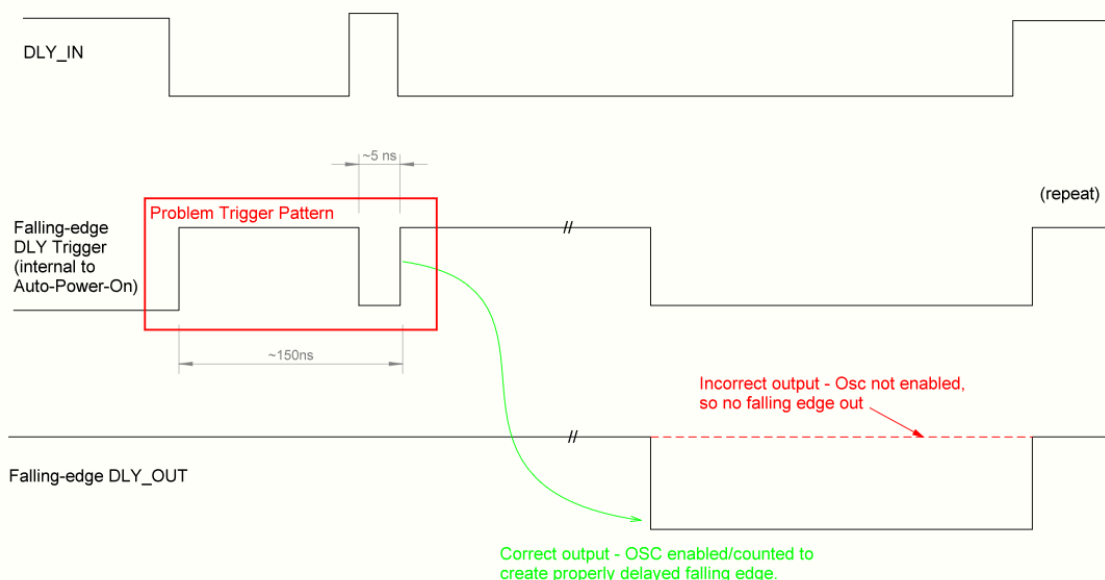 DLY_IN
~5 ns
(repeat)
Problem Trigger Pattern
Falling-edge
DLY Trigger
(internal to
Auto-Power-On)
//
~150ns
Incorrect output - Osc not enabled,
so no falling edge out
//
Falling-edge DLY_OUT
Correct output - OSC enabled/counted to
create properly delayed falling edge.